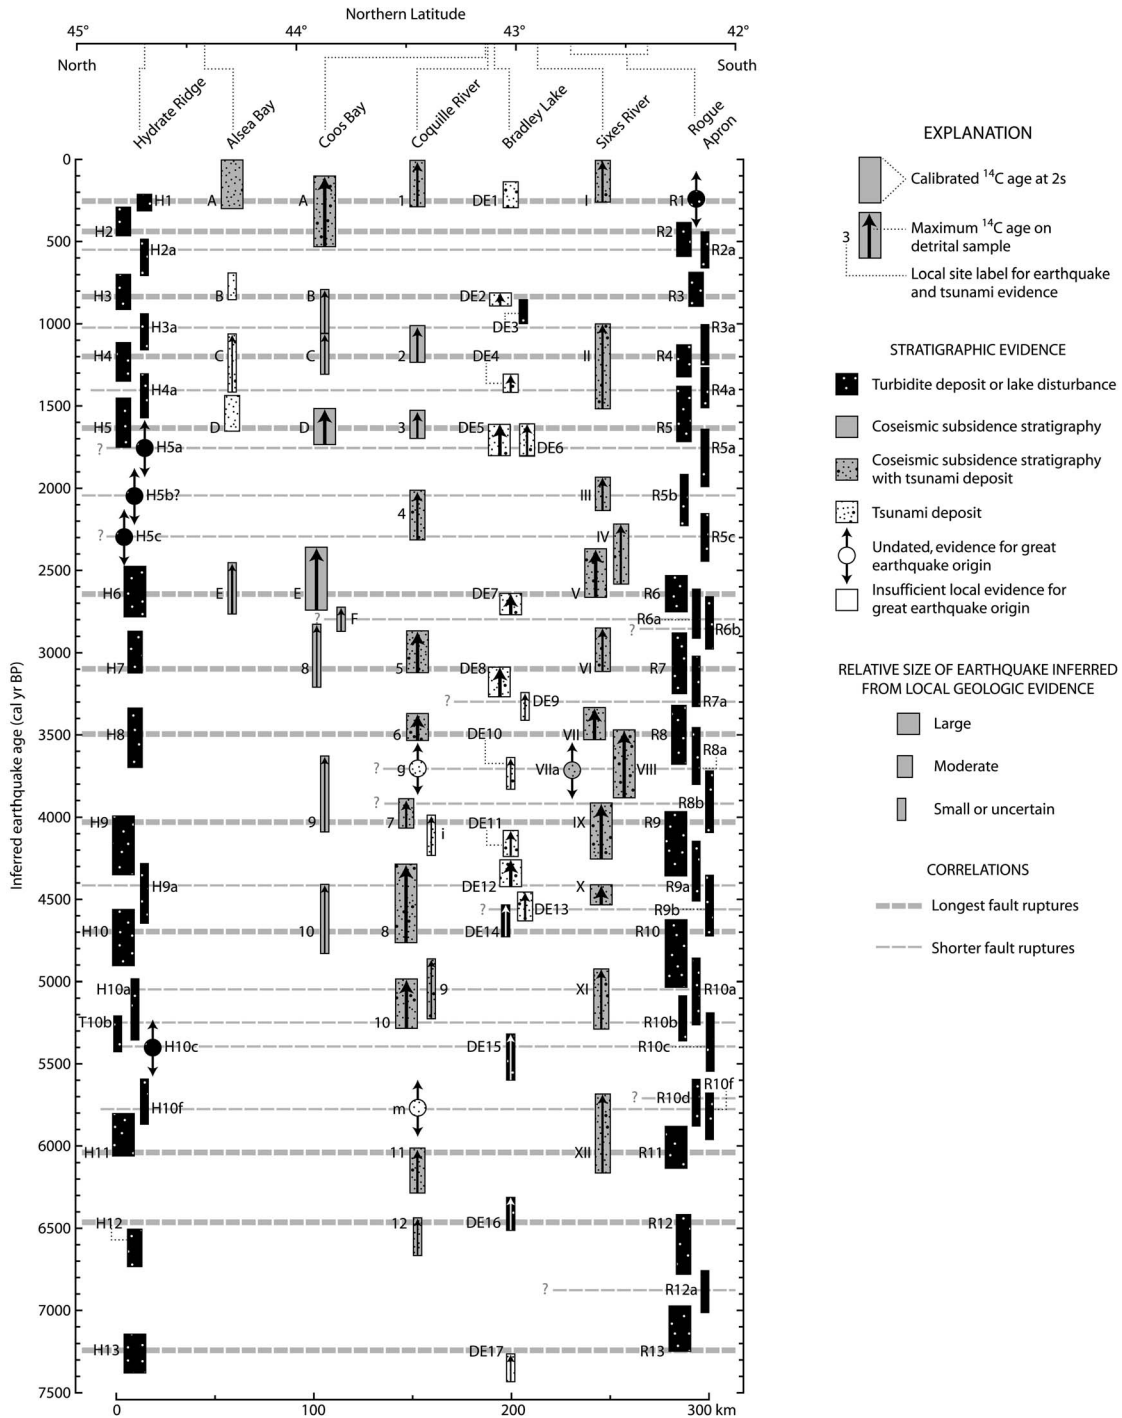 Northern Latitude
45° 44° 43° 42°
North South
Hydrate Ridge
Alsea Bay
Coos Bay
Coquille River
Bradley Lake
Sixes River
Rogue
Apron
Inferred earthquake age (cal yr BP)
0
H1 A A 1 DE1 I R1
H2 R2
500
H2a R2a
H3 B B DE2 R3
1000 H3a DE3 R3a
H4 C C 2 DE4 II R4
H4a R4a
1500
H5 D D 3 DE5 R5
? H5a DE6 R5a
2000 H5b? III R5b
4
? H5c IV R5c
2500
H6 E E DE7 V R6
? F R6a
? R6b
3000
H7 8 5 DE8 VI R7
? DE9 R7a
3500 H8 6 DE10 VII R8
R8a
? g VIIa VIII
? R8b
4000 H9 9 7 DE11 IX R9
i
H9a DE12 X R9a
4500
? DE13 R9b
H10 10 8 DE14 R10
5000 H10a 9 XI R10a
T10b 10 R10b
H10c DE15 R10c
5500
R10f
? R10d
H10f m
6000 H11 11 XII R11
H12 12 DE16 R12
6500
? R12a
7000
H13 DE17 R13
7500
0 100 200 300 km
EXPLANATION
Calibrated 14C age at 2s
3
Maximum 14C age on
detrital sample
Local site label for earthquake
and tsunami evidence
STRATIGRAPHIC EVIDENCE
Turbidite deposit or lake disturbance
Coseismic subsidence stratigraphy
Coseismic subsidence stratigraphy
with tsunami deposit
Tsunami deposit
Undated, evidence for great
earthquake origin
Insufficient local evidence for
great earthquake origin
RELATIVE SIZE OF EARTHQUAKE INFERRED
FROM LOCAL GEOLOGIC EVIDENCE
Large
Moderate
Small or uncertain
CORRELATIONS
Longest fault ruptures
Shorter fault ruptures